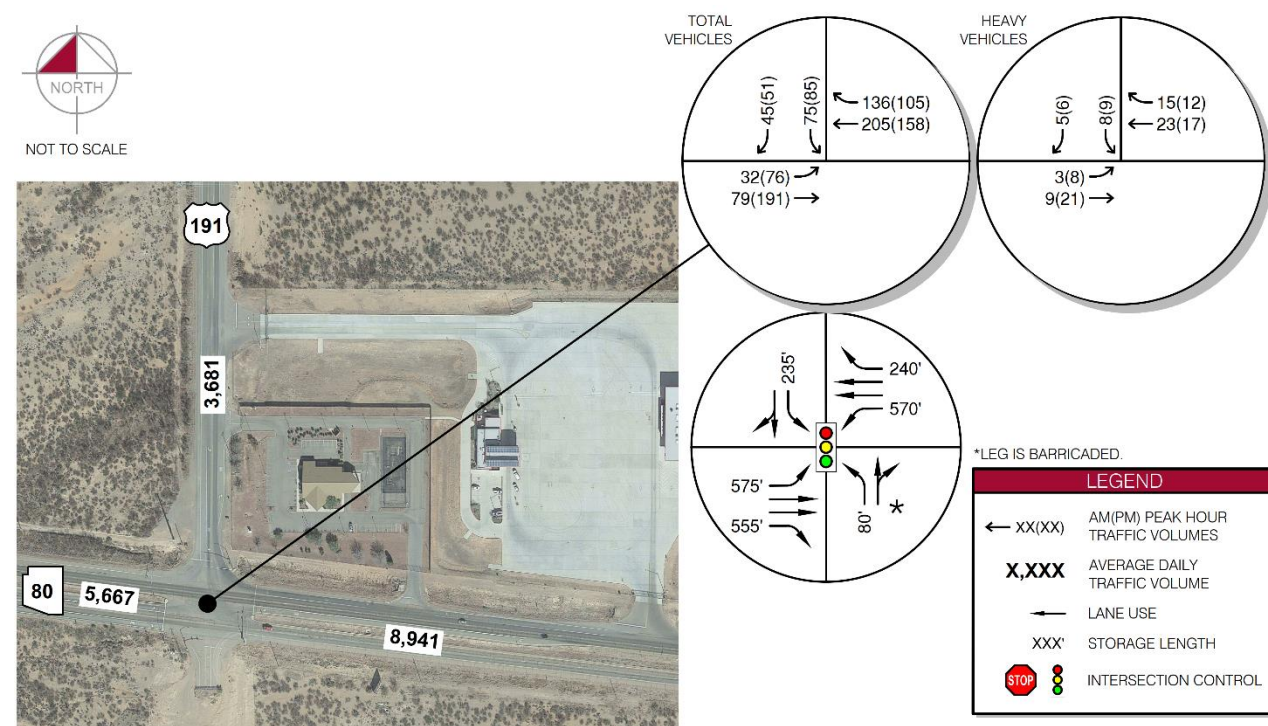 NORTH
NOT TO SCALE
TOTAL
VEHICLES
45(51)
75(85)
136(105)
205(158)
32(76)
79(191)
HEAVY
VEHICLES
5(6)
8(9)
15(12)
23(17)
3(8)
9(21)
191
3,681
80
5,667
8,941
235'
240'
570'
575'
555'
80'
*
*LEG IS BARRICADED.
LEGEND
XX(XX)
AM(PM) PEAK HOUR
TRAFFIC VOLUMES
X,XXX
AVERAGE DAILY
TRAFFIC VOLUME
LANE USE
XXX'
STORAGE LENGTH
STOP
INTERSECTION CONTROL